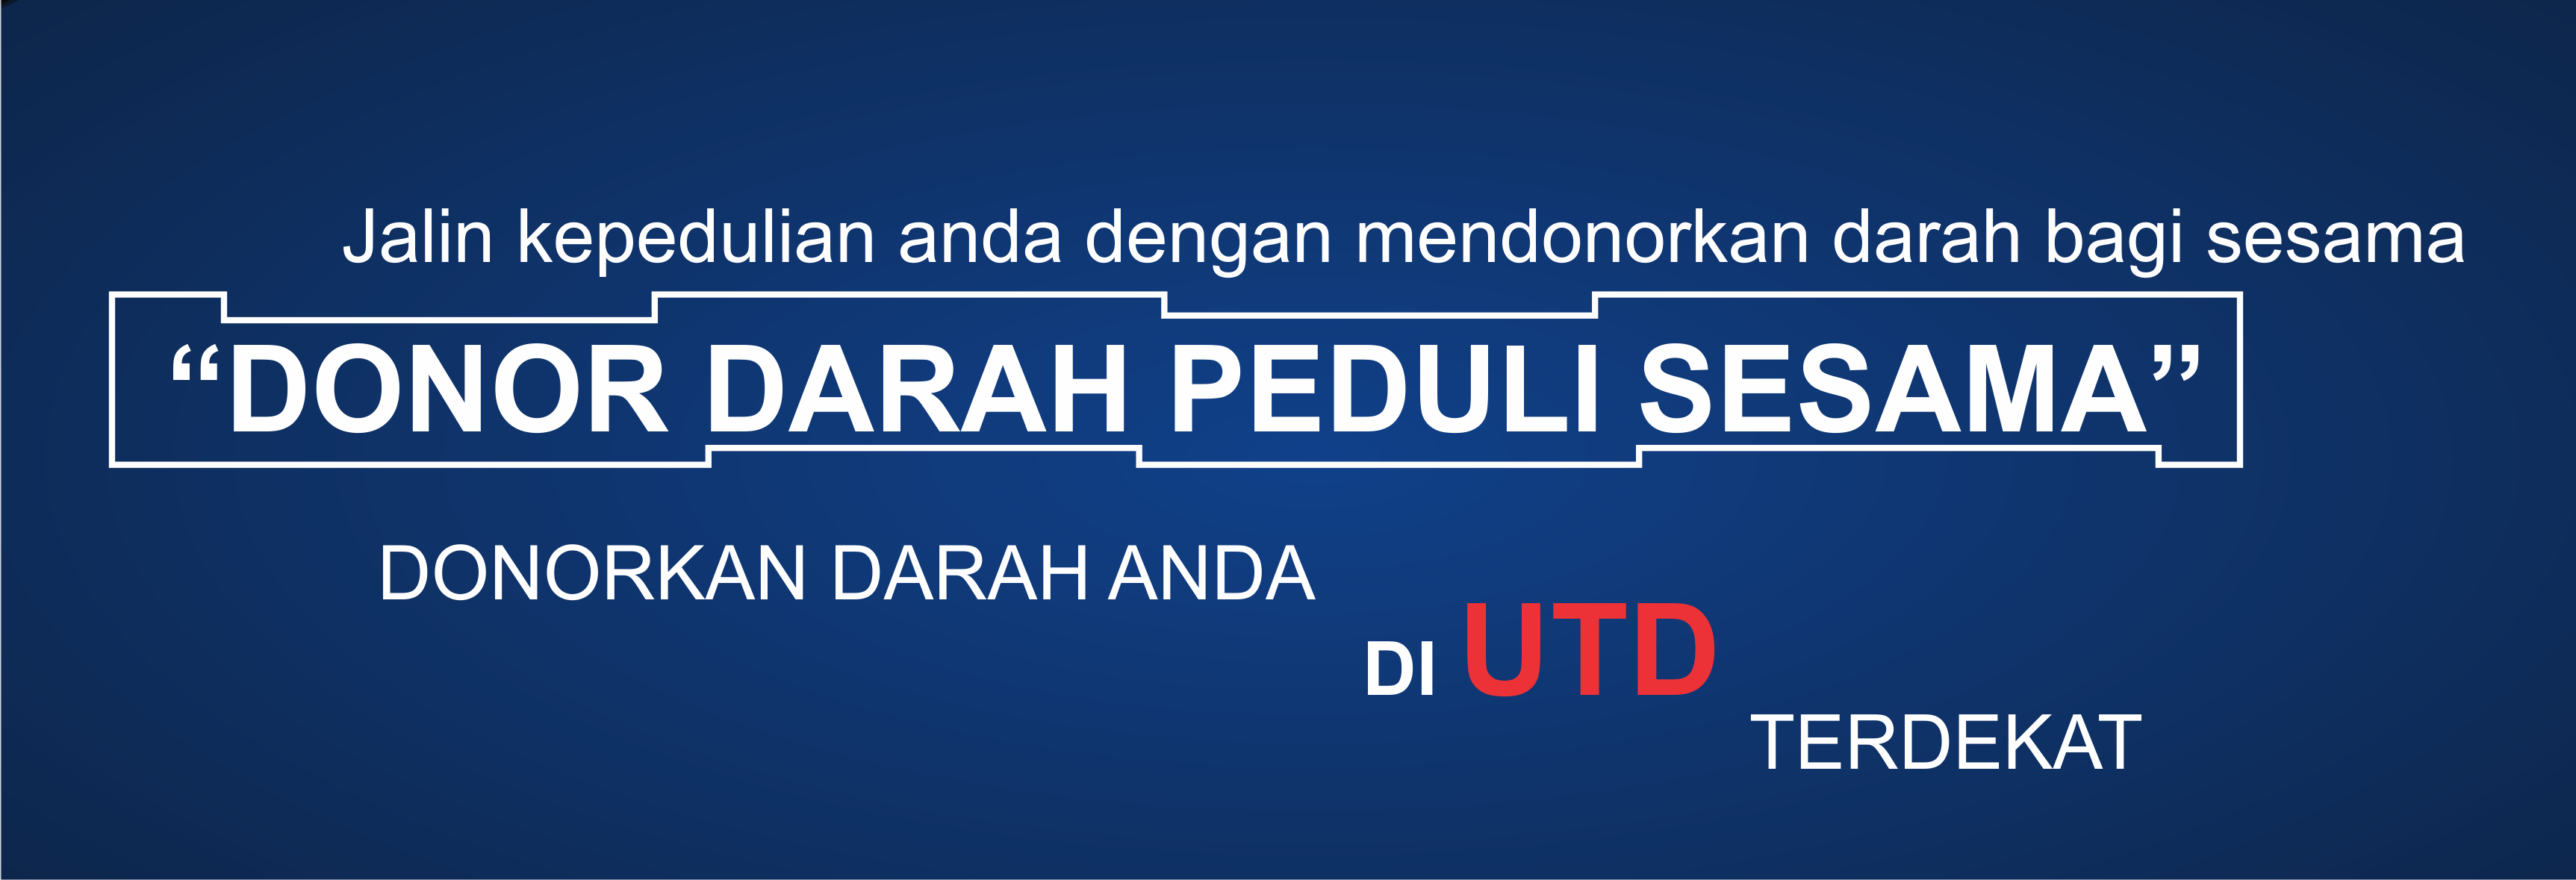 Jalin kepedulian anda dengan mendonorkan darah bagi sesama
“DONOR DARAH PEDULI SESAMA”
DONORKAN DARAH ANDA
DI UTD
TERDEKAT